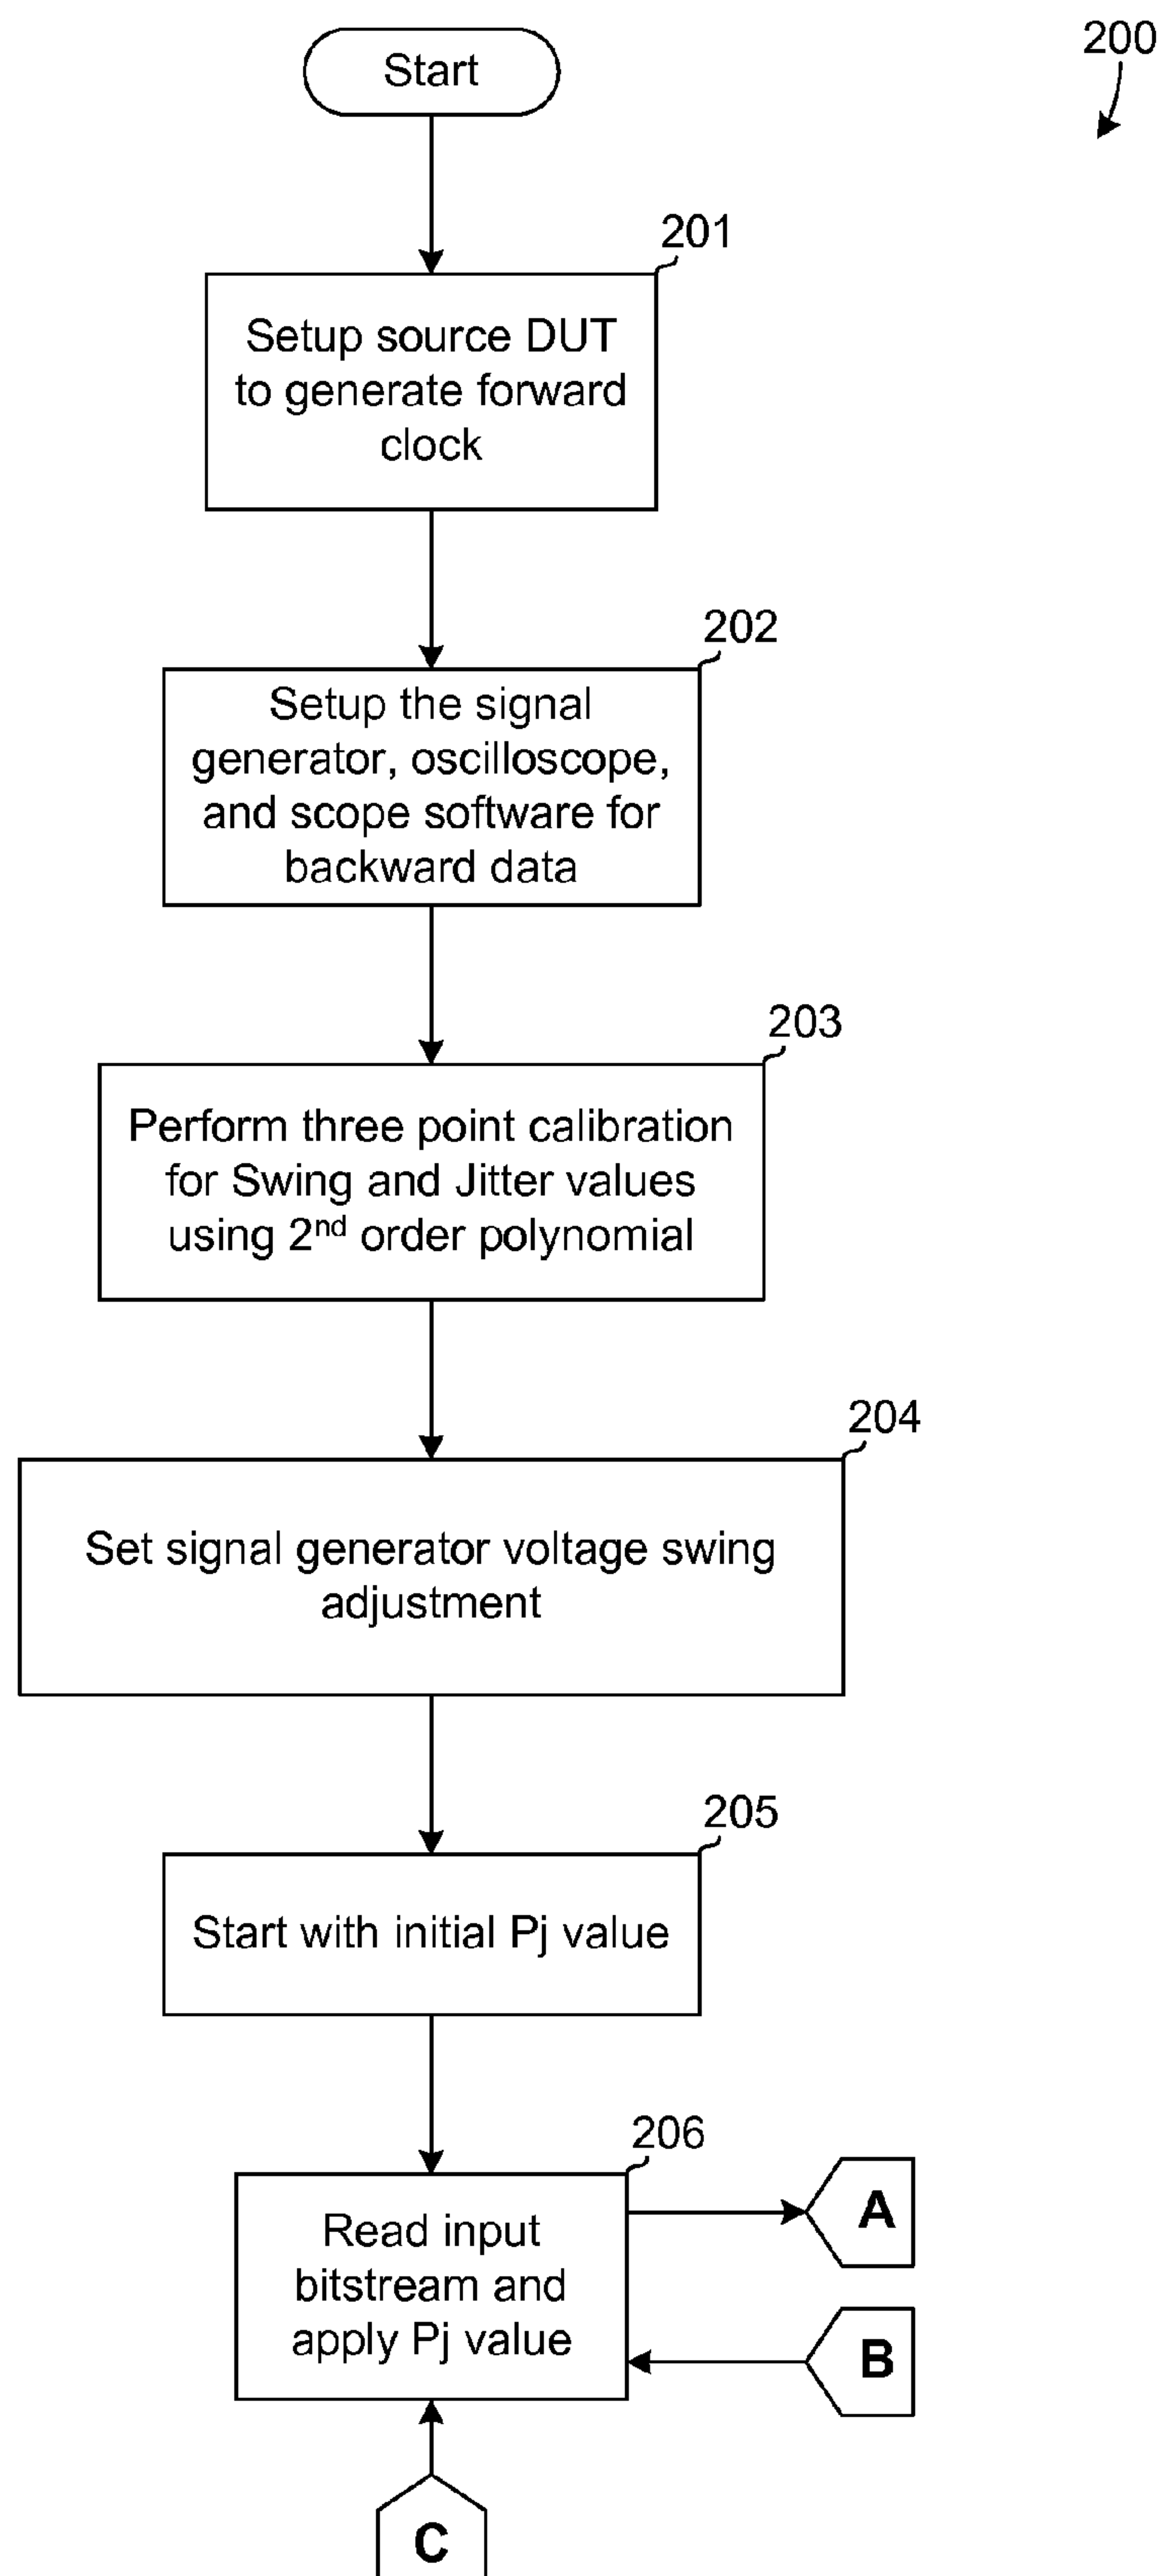 200
Start
201
Setup source DUT
to generate forward
clock
202
Setup the signal
generator, oscilloscope,
and scope software for
backward data
203
Perform three point calibration
for Swing and Jitter values
using 2nd order polynomial
204
Set signal generator voltage swing
adjustment
205
Start with initial Pj value
206
Read input
bitstream and
apply Pj value
A
B
C